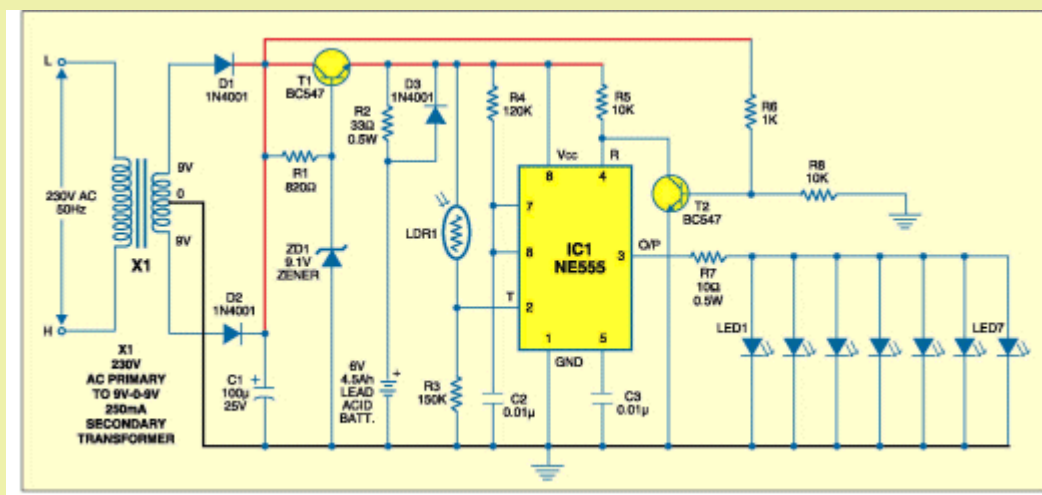 L
230V AC
50Hz
H
X1
X1
230V
AC PRIMARY
TO 9V-0-9V
250mA
SECONDARY
TRANSFORMER
9V
0
9V
D1
1N4001
D2
1N4001
C1
100µ
25V
+
T1
BC547
R1
820Ω
ZD1
9.1V
ZENER
R2
33Ω
0.5W
D3
1N4001
6V
4.5Ah
LEAD
ACID
BATT.
+
LDR1
R3
150K
R4
120K
T
C2
0.01µ
Vcc
R
8
4
7
6
2
3
1
5
IC1
NE555
GND
C3
0.01µ
R5
10K
T2
BC547
O/P
R6
1K
R8
10K
R7
10Ω
0.5W
LED1
LED7